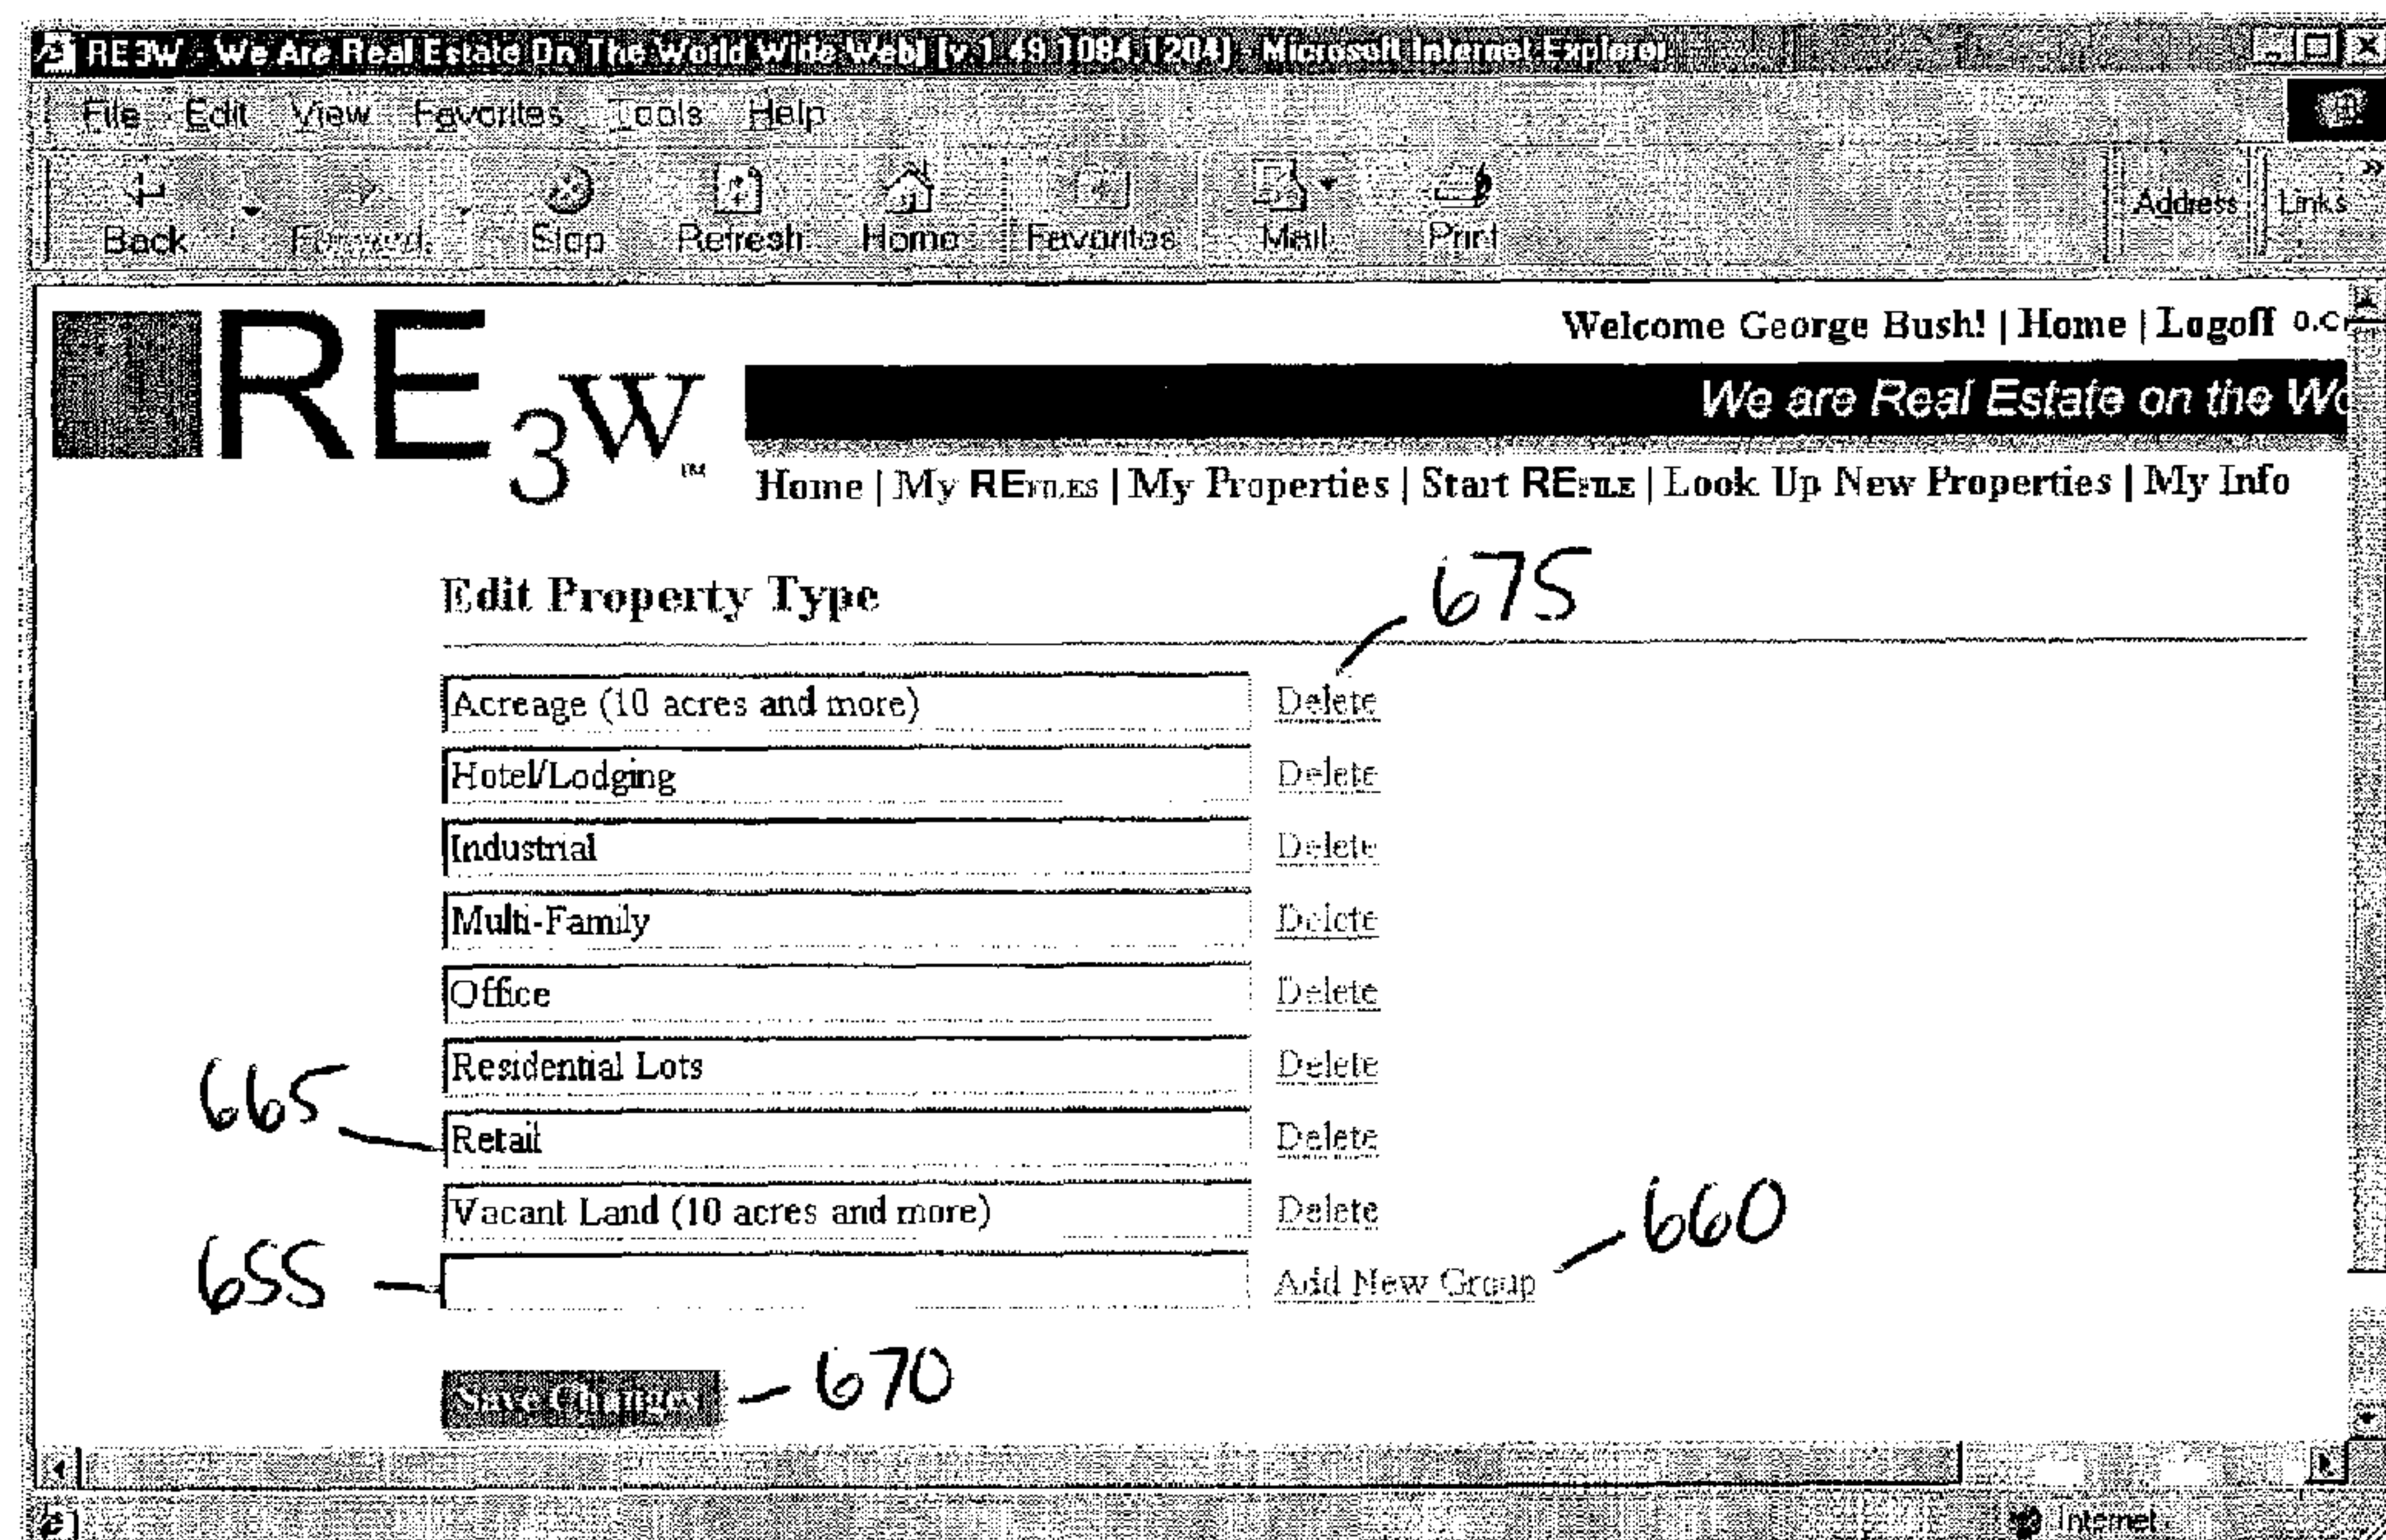 RE3W - We Are Real Estate On The World Wide Web! [v.1.49.1084.1204] - Microsoft Internet Explorer
File Edit View Favorites Tools Help
Back Forward Stop Refresh Home Favorites Mail Print Address Links »
Welcome George Bush! | Home | Logoff
RE3W™
We are Real Estate on the Wo
Home | My REFILES | My Properties | Start REFILE | Look Up New Properties | My Info
Edit Property Type
675
Acreage (10 acres and more) Delete
Hotel/Lodging Delete
Industrial Delete
Multi-Family Delete
Office Delete
Residential Lots Delete
665 Retail Delete
Vacant Land (10 acres and more) Delete
660
655 Add New Group
Save Changes 670
Internet